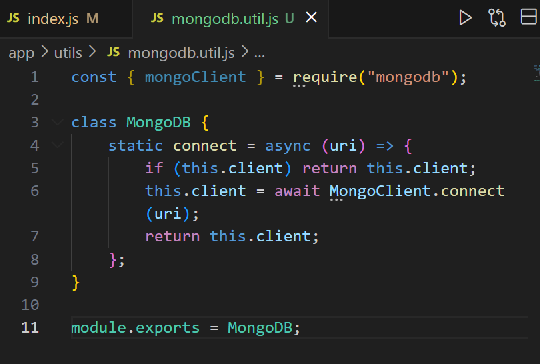 JS index.js M JS mongodb.util.js U
app > utils > JS mongodb.util.js > ...
1 const { mongoClient } = require("mongodb");
2
3 class MongoDB {
4 static connect = async (uri) => {
5 if (this.client) return this.client;
6 this.client = await MongoClient.connect
(uri);
7 return this.client;
8 };
9 }
10
11 module.exports = MongoDB;